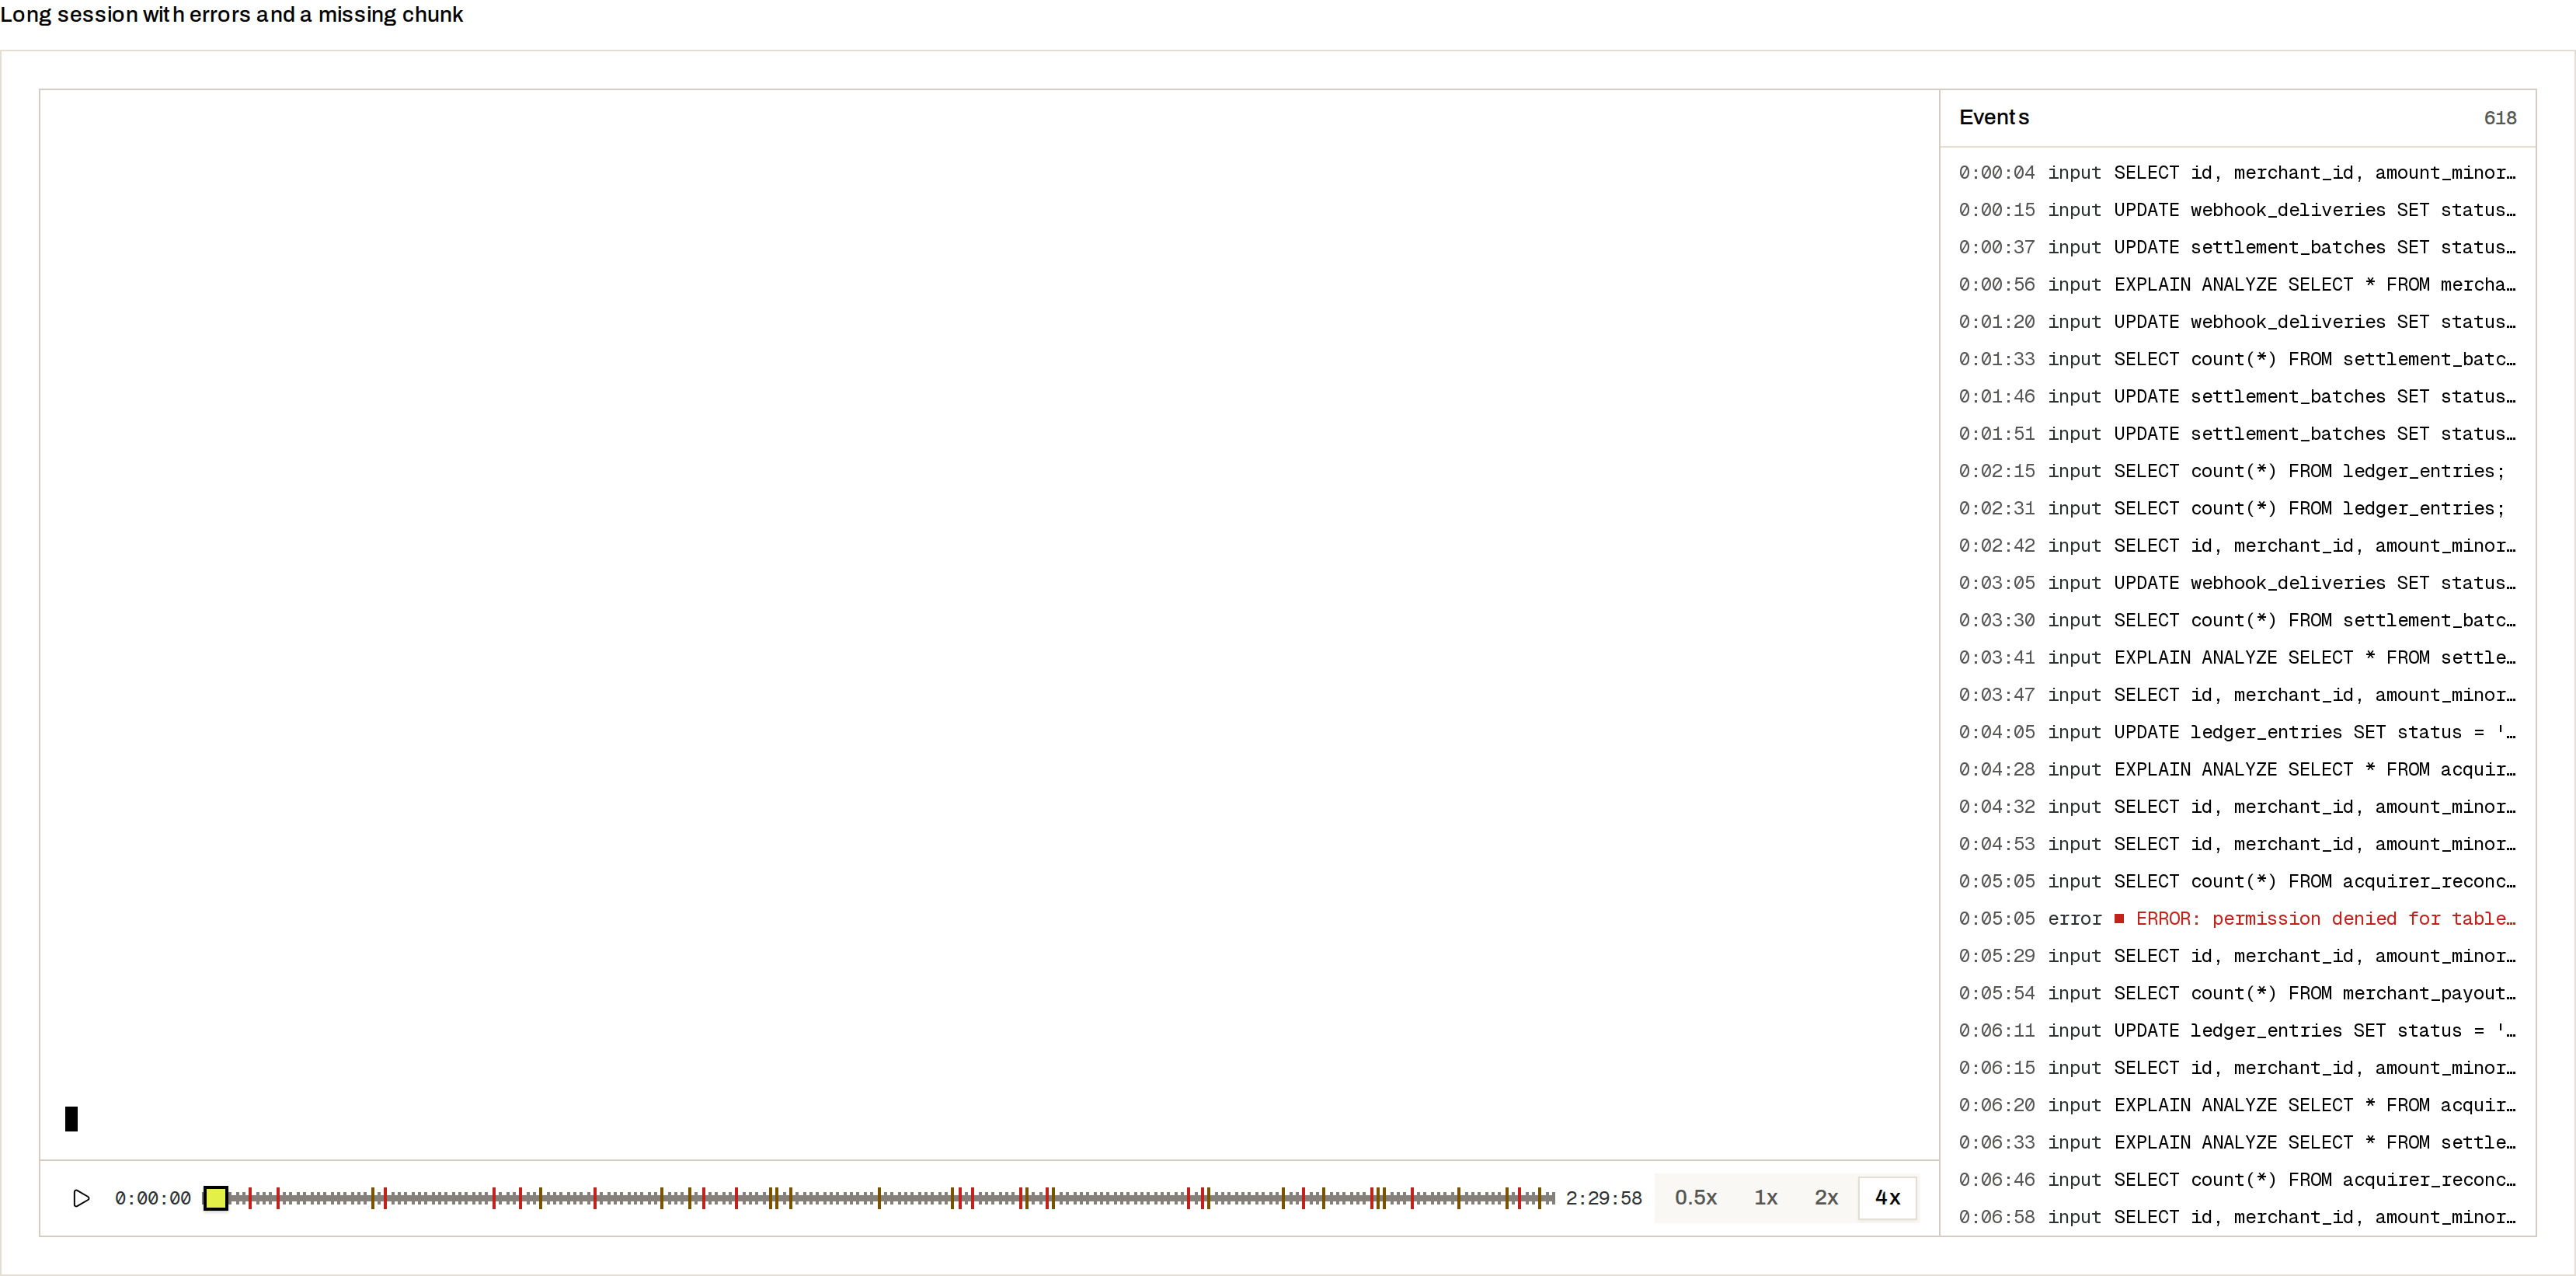 Long session with errors and a missing chunk
Events 618
0:00:04 input SELECT id, merchant_id, amount_minor…
0:00:15 input UPDATE webhook_deliveries SET status…
0:00:37 input UPDATE settlement_batches SET status…
0:00:56 input EXPLAIN ANALYZE SELECT * FROM mercha…
0:01:20 input UPDATE webhook_deliveries SET status…
0:01:33 input SELECT count(*) FROM settlement_batc…
0:01:46 input UPDATE settlement_batches SET status…
0:01:51 input UPDATE settlement_batches SET status…
0:02:15 input SELECT count(*) FROM ledger_entries;
0:02:31 input SELECT count(*) FROM ledger_entries;
0:02:42 input SELECT id, merchant_id, amount_minor…
0:03:05 input UPDATE webhook_deliveries SET status…
0:03:30 input SELECT count(*) FROM settlement_batc…
0:03:41 input EXPLAIN ANALYZE SELECT * FROM settle…
0:03:47 input SELECT id, merchant_id, amount_minor…
0:04:05 input UPDATE ledger_entries SET status = '…
0:04:28 input EXPLAIN ANALYZE SELECT * FROM acquir…
0:04:32 input SELECT id, merchant_id, amount_minor…
0:04:53 input SELECT id, merchant_id, amount_minor…
0:05:05 input SELECT count(*) FROM acquirer_reconc…
0:05:05 error ERROR: permission denied for table…
0:05:29 input SELECT id, merchant_id, amount_minor…
0:05:54 input SELECT count(*) FROM merchant_payout…
0:06:11 input UPDATE ledger_entries SET status = '…
0:06:15 input SELECT id, merchant_id, amount_minor…
0:06:20 input EXPLAIN ANALYZE SELECT * FROM acquir…
0:06:33 input EXPLAIN ANALYZE SELECT * FROM settle…
0:06:46 input SELECT count(*) FROM acquirer_reconc…
0:06:58 input SELECT id, merchant_id, amount_minor…
0:00:00 2:29:58 0.5x 1x 2x 4x